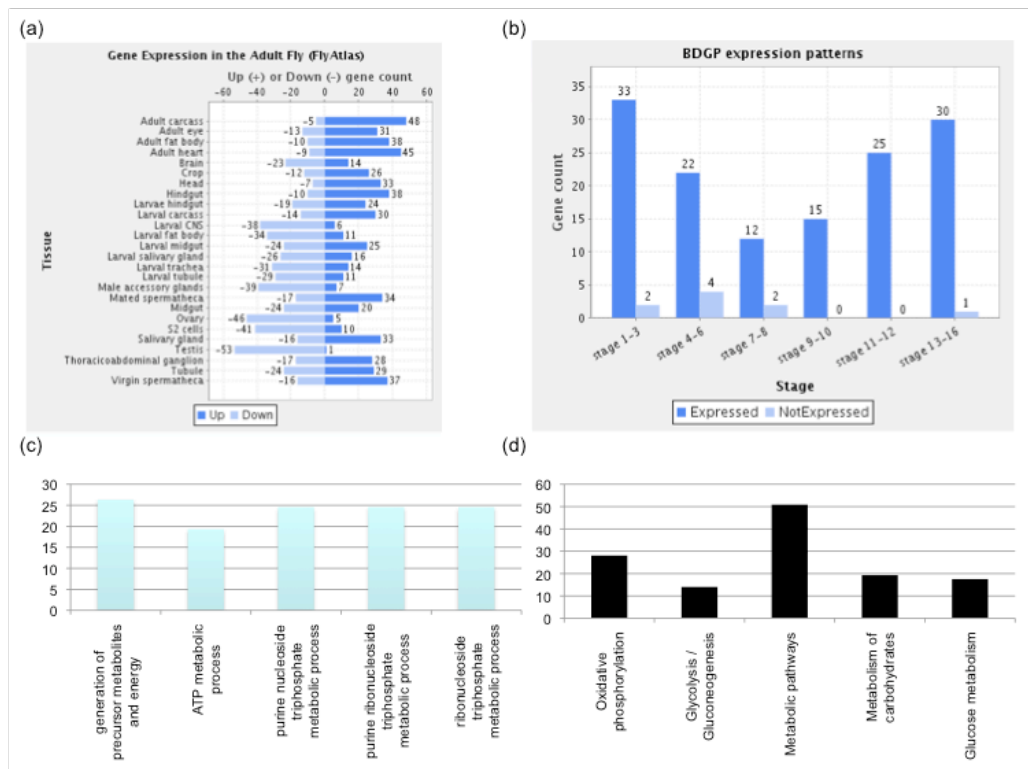 (a)
Gene Expression in the Adult Fly (FlyAtlas)
Up (+) or Down (-) gene count
-60 -40 -20 0 20 40 60
Adult carcass -5 48
Adult eye -13 31
Adult fat body -10 38
Adult heart -9 45
Brain -23 14
Crop -12 26
Head -7 33
Hindgut -10 38
Larvae hindgut -19 24
Larval carcass -14 30
Larval CNS -38 6
Larval fat body -34 11
Larval midgut -24 25
Larval salivary gland -26 16
Larval trachea -31 14
Larval tubule -29 11
Male accessory glands -39 7
Mated spermatheca -17 34
Midgut -24 20
Ovary -46 5
S2 cells -41 10
Salivary gland -16 33
Testis -53 1
Thoracicoabdominal ganglion -17 28
Tubule -24 29
Virgin spermatheca -16 37
Tissue
Up Down
(b)
BDGP expression patterns
Gene count
35
30
25
20
15
10
5
0
33 2
22 4
12 2
15 0
25 0
30 1
stage 1-3 stage 4-6 stage 7-8 stage 9-10 stage 11-12 stage 13-16
Stage
Expressed NotExpressed
(c)
30
25
20
15
10
5
0
generation of
precursor metabolites
and energy
ATP metabolic
process
purine nucleoside
triphosphate
metabolic process
purine ribonucleoside
triphosphate
metabolic process
ribonucleoside
triphosphate
metabolic process
(d)
60
50
40
30
20
10
0
Oxidative
phosphorylation
Glycolysis /
Gluconeogenesis
Metabolic pathways
Metabolism of
carbohydrates
Glucose metabolism